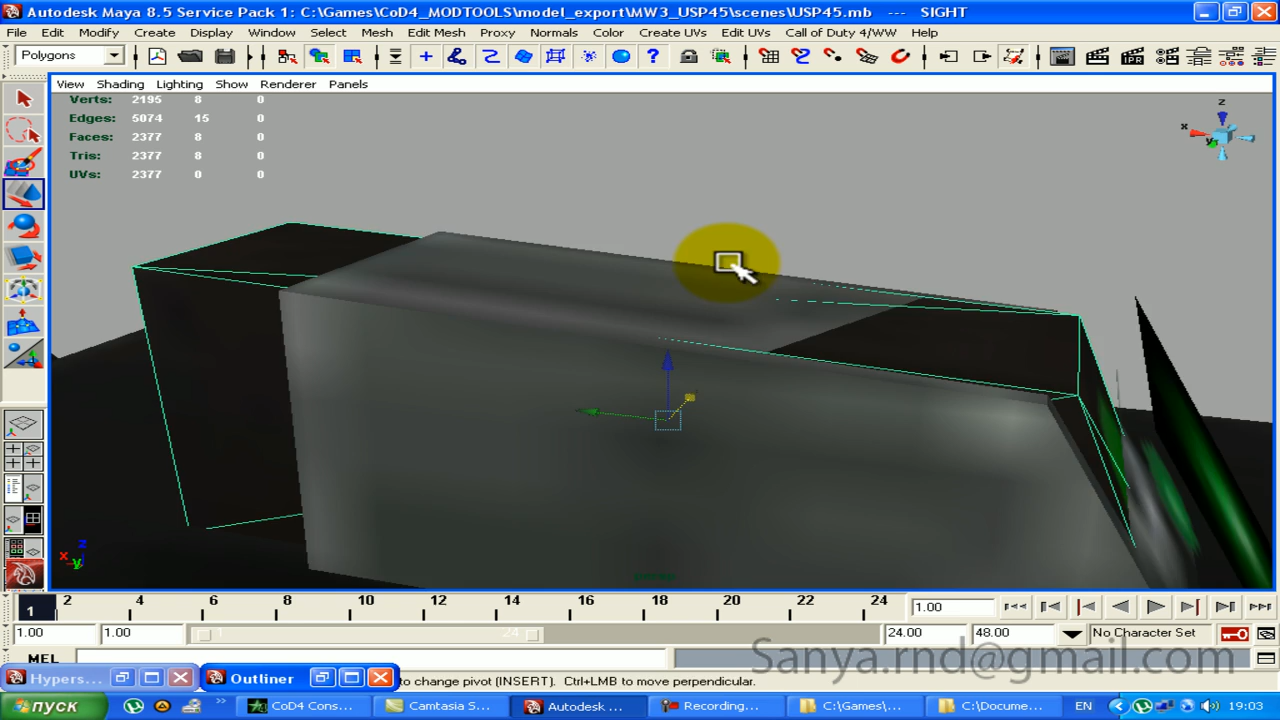 Autodesk Maya 8.5 Service Pack 1: C:\Games\CoD4_MODTOOLS\model_export\MW3_USP45\scenes\USP45.mb --- SIGHT
File Edit Modify Create Display Window Select Mesh Edit Mesh Proxy Normals Color Create UVs Edit UVs Call of Duty 4/WW Help
Polygons
IPR
View Shading Lighting Show Renderer Panels
Verts: 2195 8 0
Edges: 5074 15 0
Faces: 2377 8 0
Tris: 2377 8 0
UVs: 2377 0 0
z
x
y
z
x
y
persp
1 2 4 6 8 10 12 14 16 18 20 22 24 1.00
1.00 1.00 1 24 24.00 48.00 No Character Set
MEL
Sanya.rnd@gmail.com
Hypers... Outliner to change pivot (INSERT). Ctrl+LMB to move perpendicular.
пуск CoD4 Cons... Camtasia S... Autodesk ... Recording... C:\Games\... C:\Docume... EN 19:03